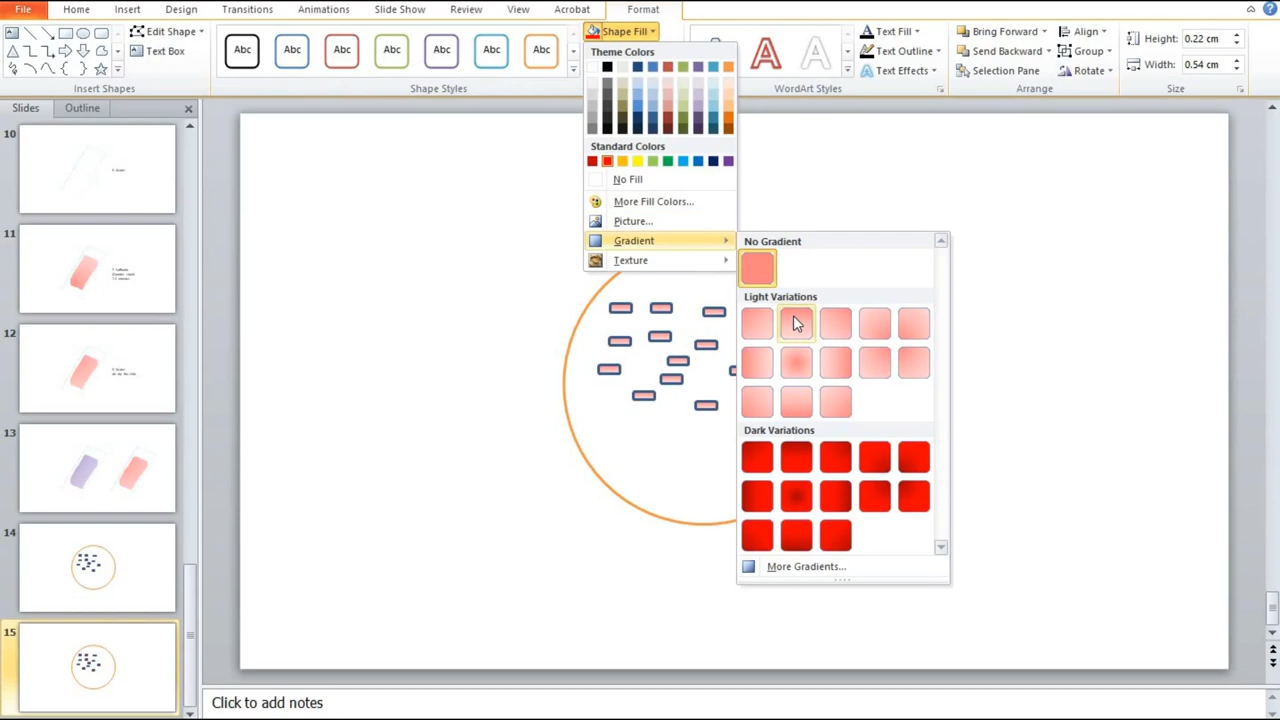 File Home Insert Design Transitions Animations Slide Show Review View Acrobat Format
Edit Shape
Text Box
Insert Shapes
Abc Abc Abc Abc Abc Abc Abc
Shape Styles
Shape Fill
Theme Colors
Standard Colors
No Fill
More Fill Colors...
Picture...
Gradient
Texture
A A
Text Fill
Text Outline
Text Effects
WordArt Styles
Bring Forward
Send Backward
Selection Pane
Align
Group
Rotate
Arrange
Height: 0.22 cm
Width: 0.54 cm
Size
Slides Outline
10
11
12
13
14
15
No Gradient
Light Variations
Dark Variations
More Gradients...
Click to add notes